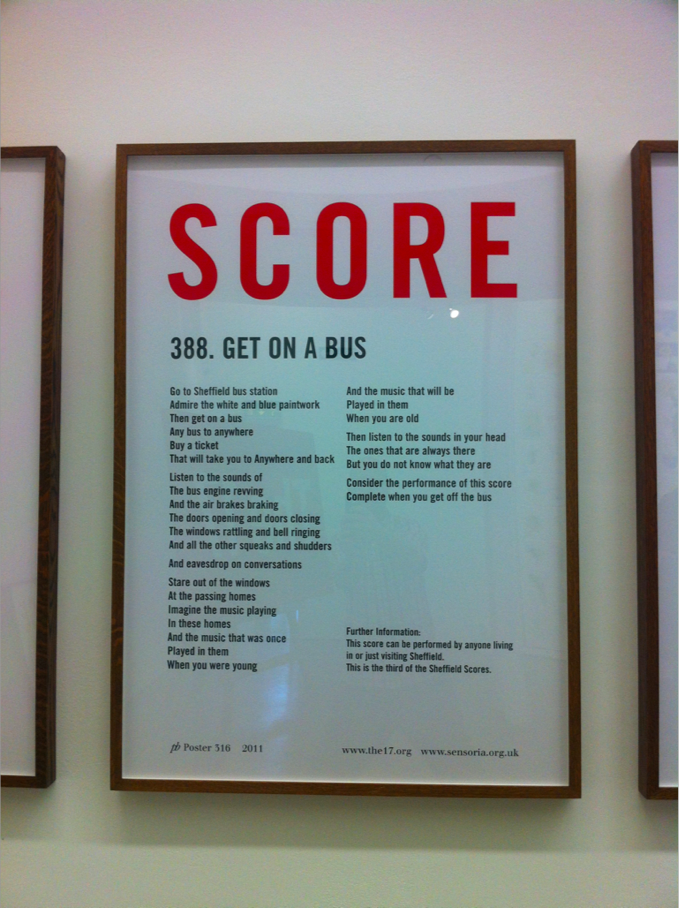 SCORE
388. GET ON A BUS
Go to Sheffield bus station
Admire the white and blue paintwork
Then get on a bus
Any bus to anywhere
Buy a ticket
That will take you to Anywhere and back
Listen to the sounds of
The bus engine revving
And the air brakes braking
The doors opening and doors closing
The windows rattling and bell ringing
And all the other squeaks and shudders
And eavesdrop on conversations
Stare out of the windows
At the passing homes
Imagine the music playing
In these homes
And the music that was once
Played in them
When you were young
And the music that will be
Played in them
When you are old
Then listen to the sounds in your head
The ones that are always there
But you do not know what they are
Consider the performance of this score
Complete when you get off the bus
Further Information:
This score can be performed by anyone living
in or just visiting Sheffield.
This is the third of the Sheffield Scores.
pb Poster 316 2011
www.the17.org www.sensoria.org.uk